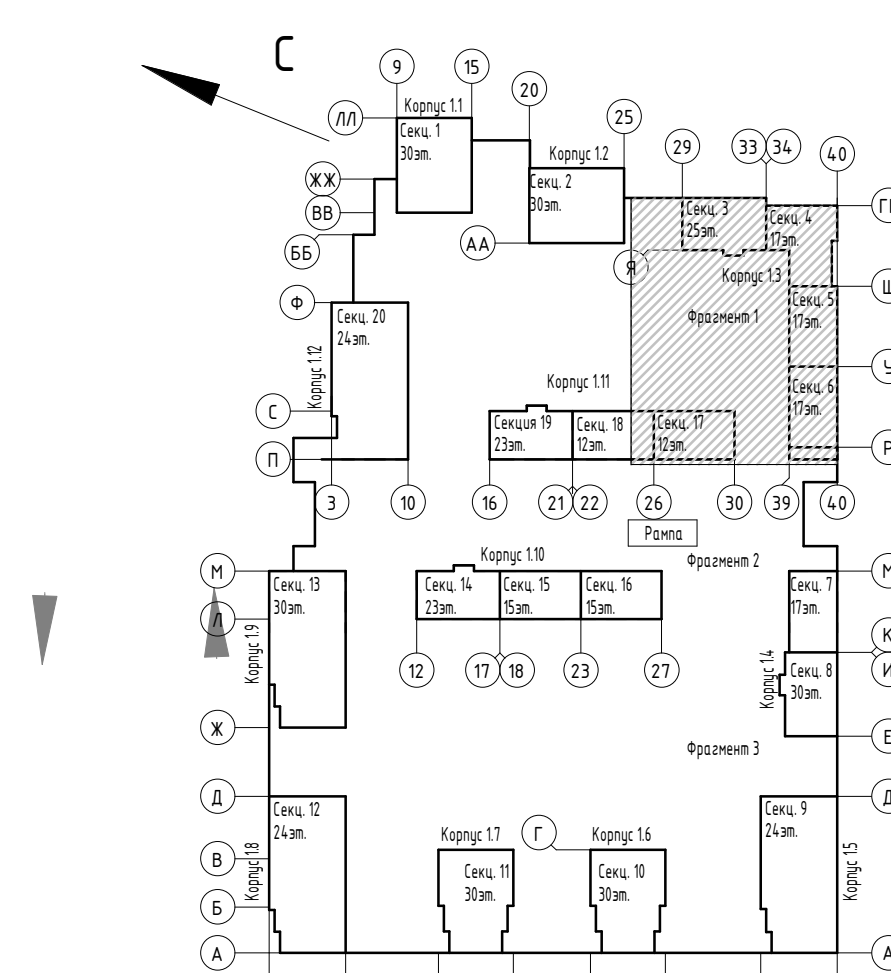 С
9
15
20
25
29
33
34
40
ЛЛ
Корпус 1.1
Секц. 1
30эт.
Корпус 1.2
Секц. 2
30эт.
ЖЖ
ВВ
ББ
АА
Секц. 3
25эт.
Секц. 4
17эт.
Я
Корпус 1.3
Ф
Секц. 20
24эт.
Корпус 1.12
Фрагмент 1
Секц. 5
17эт.
Корпус 1.11
Секц. 6
17эт.
С
Секция 19
23эт.
Секц. 18
12эт.
Секц. 17
12эт.
П
Р
3
10
16
21
22
26
30
39
40
Рампа
Корпус 1.10
Фрагмент 2
М
Секц. 13
30эт.
Секц. 14
23эт.
Секц. 15
15эт.
Секц. 16
15эт.
Секц. 7
17эт.
М
Л
Корпус 1.9
К
12
17
18
23
27
Корпус 1.4
Секц. 8
30эт.
И
Ж
Е
Фрагмент 3
Д
Секц. 12
24эт.
Секц. 9
24эт.
Д
Корпус 1.7
Г
Корпус 1.6
В
Корпус 1.8
Секц. 11
30эт.
Секц. 10
30эт.
Корпус 1.5
Б
А
А